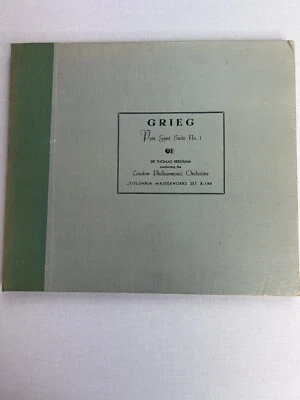 GRIEG
Peer Gynt Suite No. 1
SIR THOMAS BEECHAM
conducting the
London Philharmonic Orchestra
COLUMBIA MASTERWORKS SET X-180